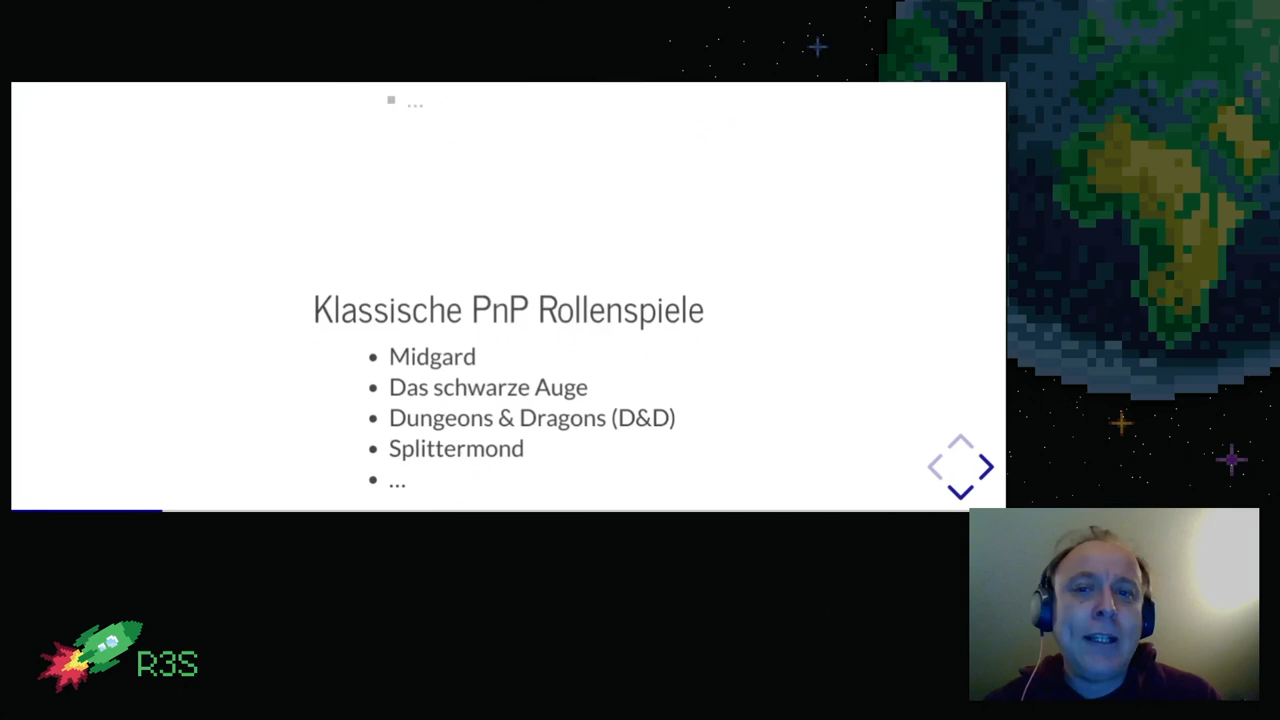 ...
Klassische PnP Rollenspiele
Midgard
Das schwarze Auge
Dungeons & Dragons (D&D)
Splittermond
...
R3S